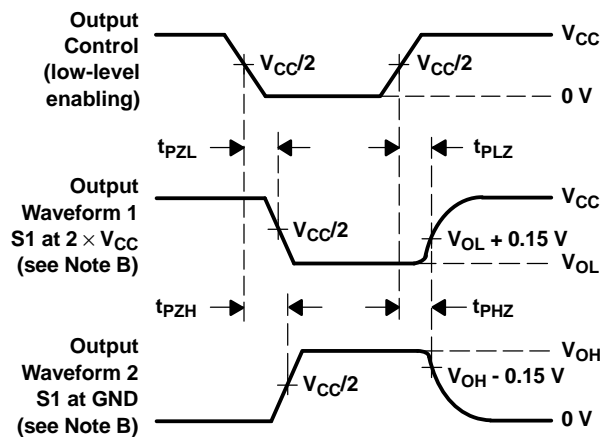 Output
Control
(low-level
enabling)
VCC/2
VCC/2
VCC
0 V
tPZL
tPLZ
Output
Waveform 1
S1 at 2 × VCC
(see Note B)
VCC/2
VCC
VOL + 0.15 V
VOL
tPZH
tPHZ
Output
Waveform 2
S1 at GND
(see Note B)
VCC/2
VOH
VOH - 0.15 V
0 V